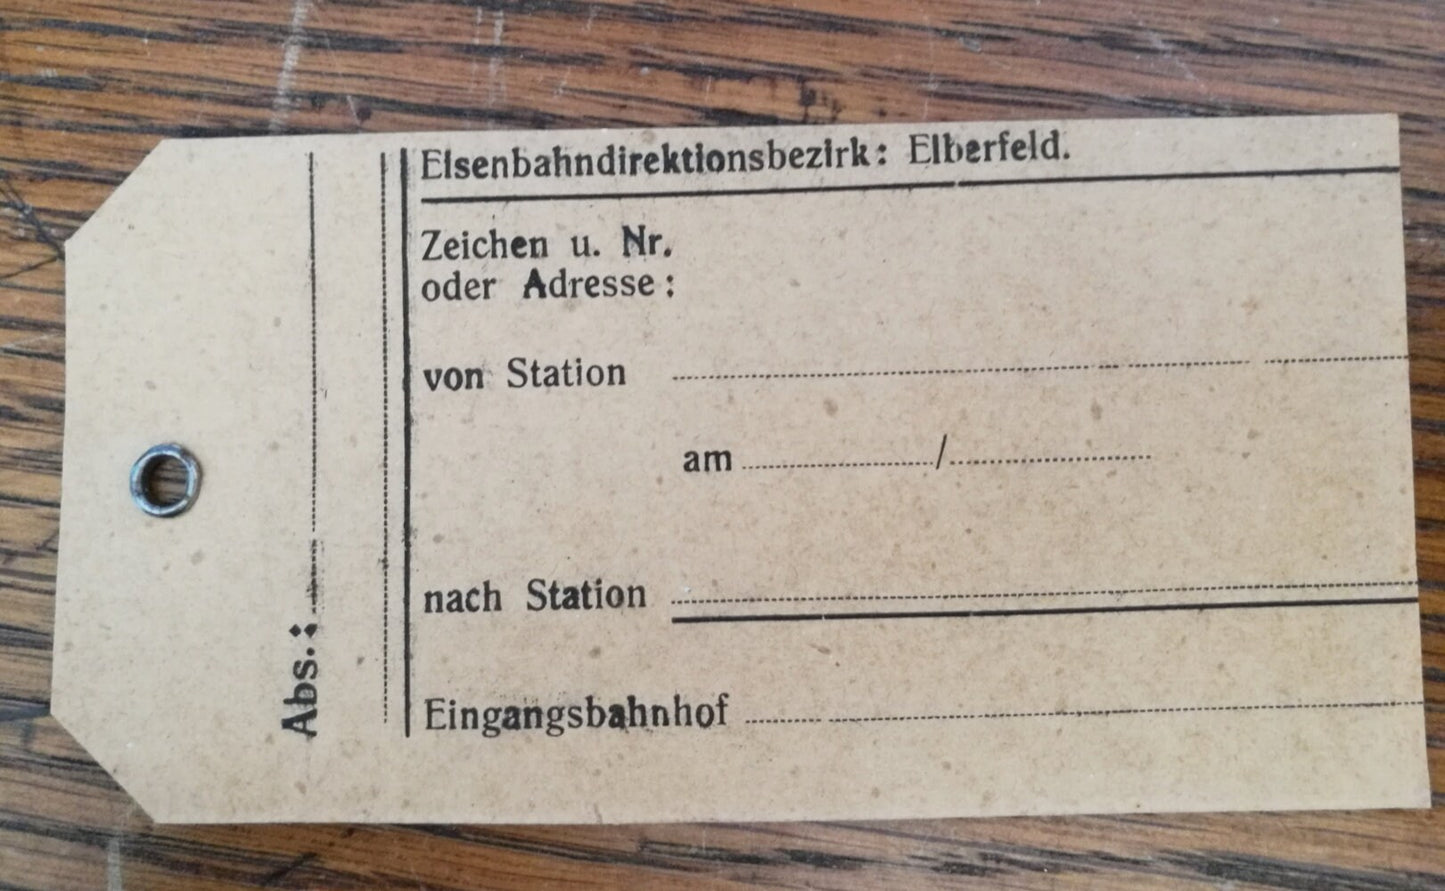 Eisenbahndirektionsbezirk: Elberfeld.
Zeichen u. Nr.
oder Adresse:
von Station
am / 
nach Station
Eingangsbahnhof
Abs.: